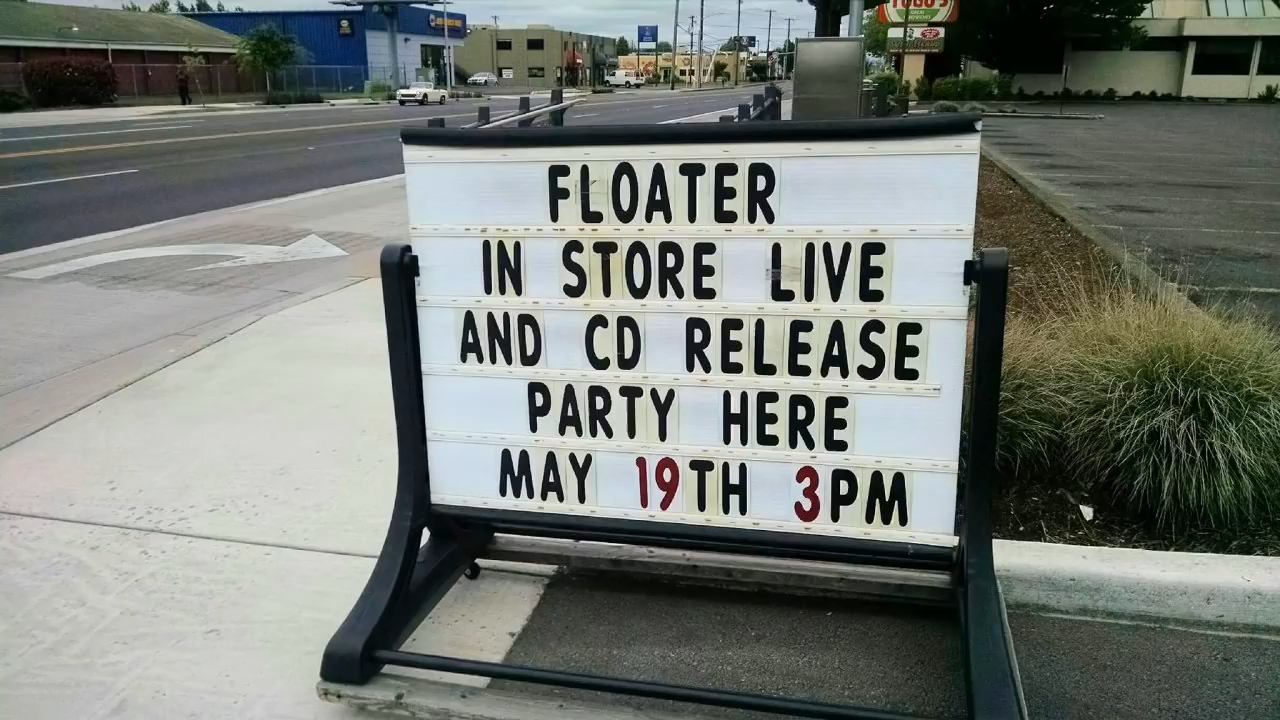 FLOATER
IN STORE LIVE
AND CD RELEASE
PARTY HERE
MAY 19TH 3PM